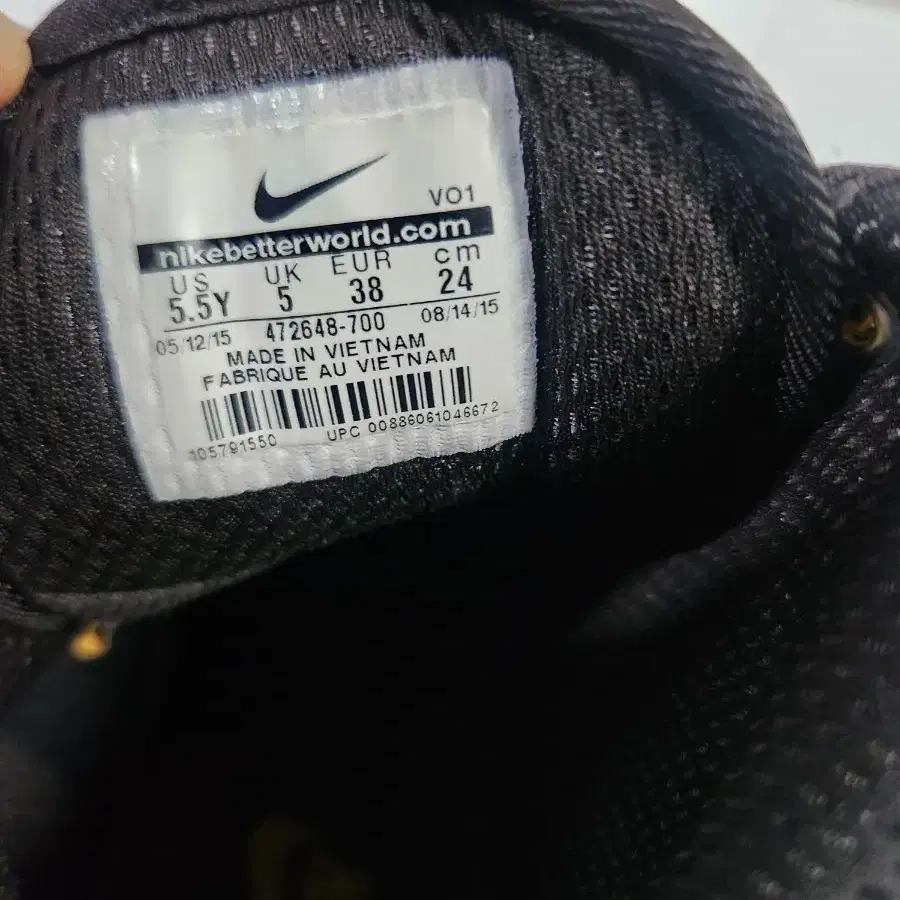 VO1
nikebetterworld.com
US UK EUR cm
5.5Y 5 38 24
05/12/15 472648-700 08/14/15
MADE IN VIETNAM
FABRIQUE AU VIETNAM
105791550 UPC 00886061046672